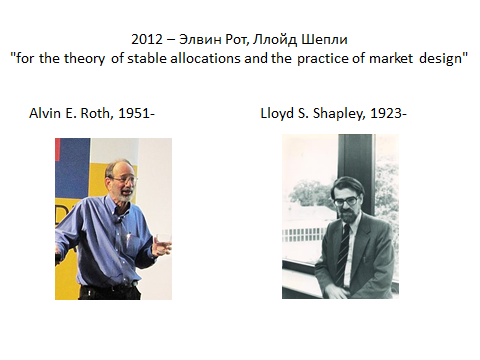 2012 – Элвин Рот, Ллойд Шепли
"for the theory of stable allocations and the practice of market design"
Alvin E. Roth, 1951-
Lloyd S. Shapley, 1923-